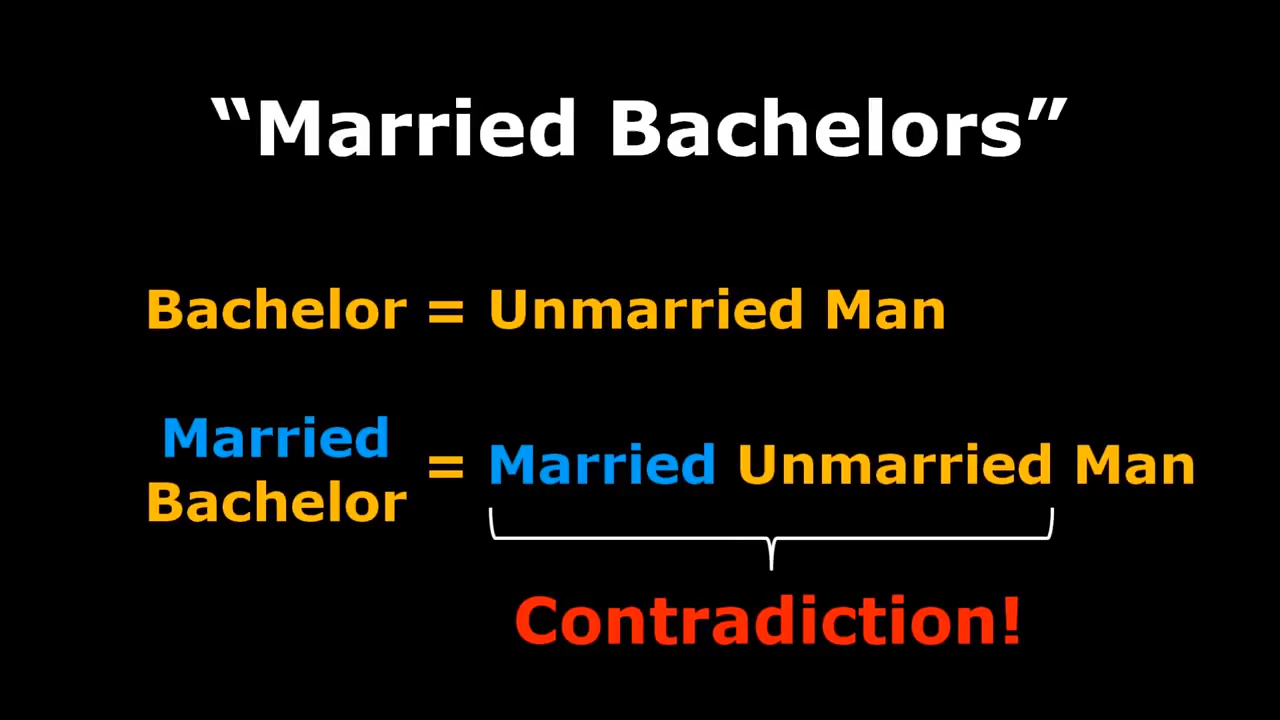 “Married Bachelors”
Bachelor = Unmarried Man
Married
Bachelor = Married Unmarried Man
Contradiction!